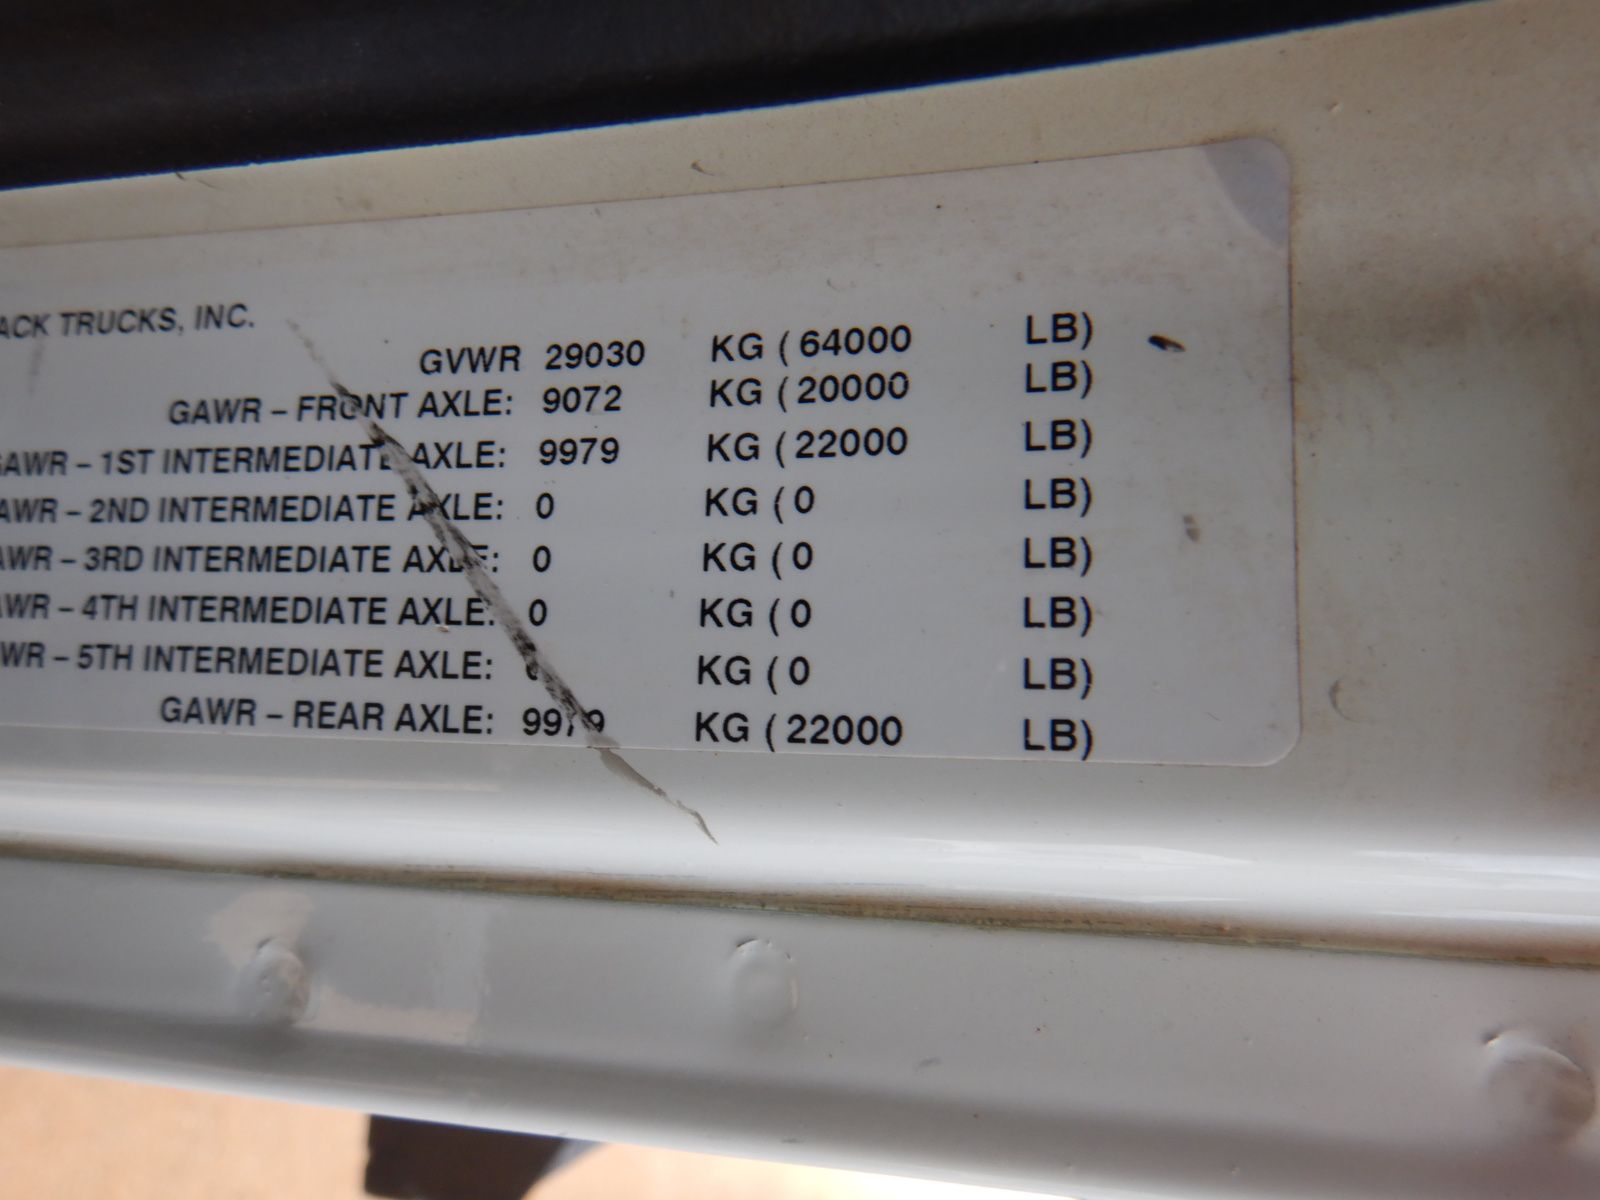 ACK TRUCKS, INC.
GVWR 29030 KG (64000 LB)
GAWR – FRONT AXLE: 9072 KG (20000 LB)
GAWR – 1ST INTERMEDIATE AXLE: 9979 KG (22000 LB)
AWR – 2ND INTERMEDIATE AXLE: 0 KG (0 LB)
AWR – 3RD INTERMEDIATE AXLE: 0 KG (0 LB)
AWR – 4TH INTERMEDIATE AXLE: 0 KG (0 LB)
WR – 5TH INTERMEDIATE AXLE: KG (0 LB)
GAWR – REAR AXLE: 9979 KG (22000 LB)